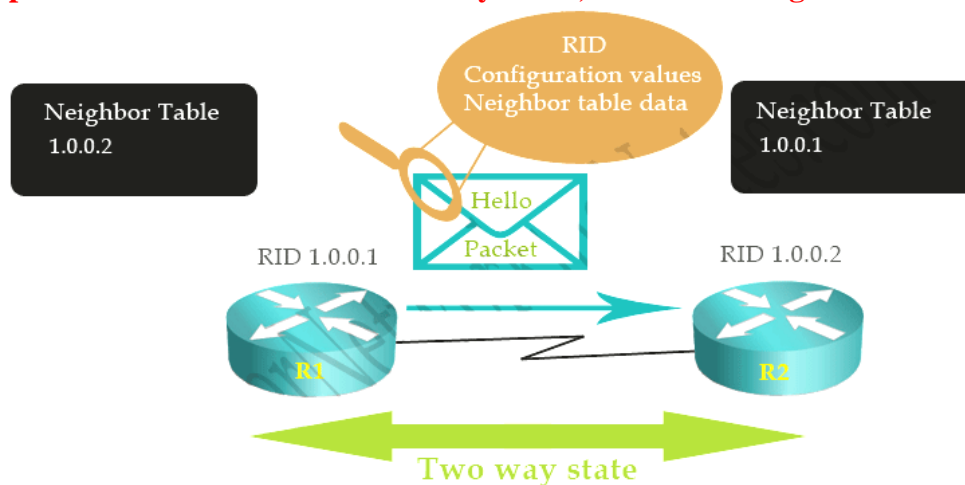 RID
Configuration values
Neighbor table data
Neighbor Table
1.0.0.2
Neighbor Table
1.0.0.1
Hello
Packet
RID 1.0.0.1
RID 1.0.0.2
R1
R2
Two way state